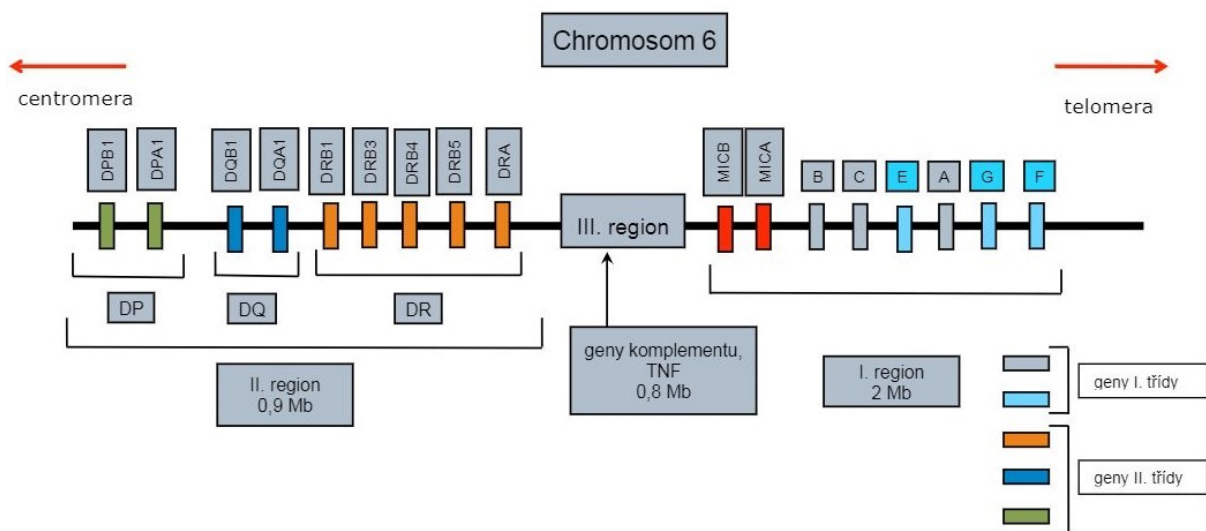 Chromosom 6
centromera
telomera
DPB1
DPA1
DQB1
DQA1
DRB1
DRB3
DRB4
DRB5
DRA
MICB
MICA
B
C
E
A
G
F
III. region
DP
DQ
DR
II. region
0,9 Mb
geny komplementu,
TNF
0,8 Mb
I. region
2 Mb
geny I. třídy
geny II. třídy